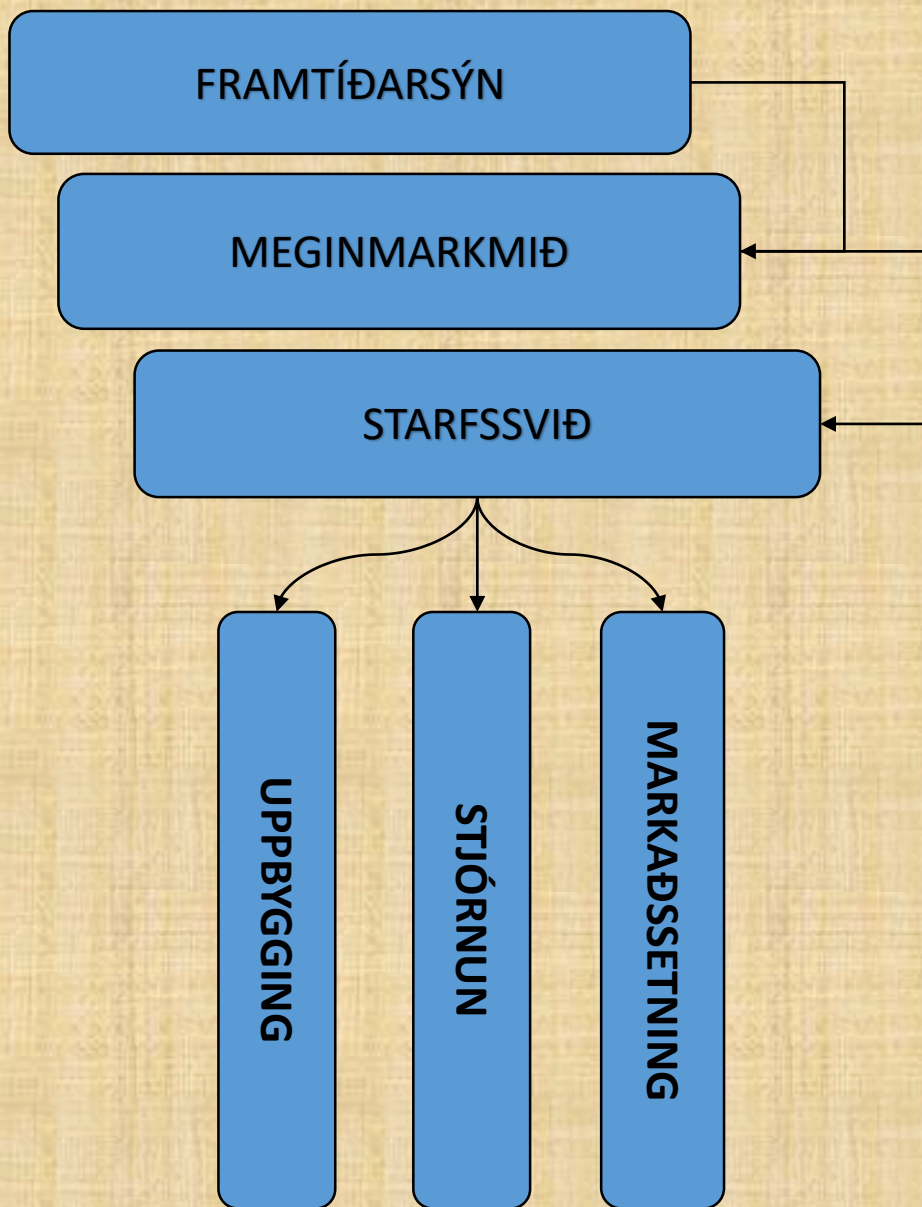 FRAMTÍÐARSÝN
MEGINMARKMIÐ
STARFSSVIÐ
UPPBYGGING
STJÓRNUN
MARKAÐSSETNING